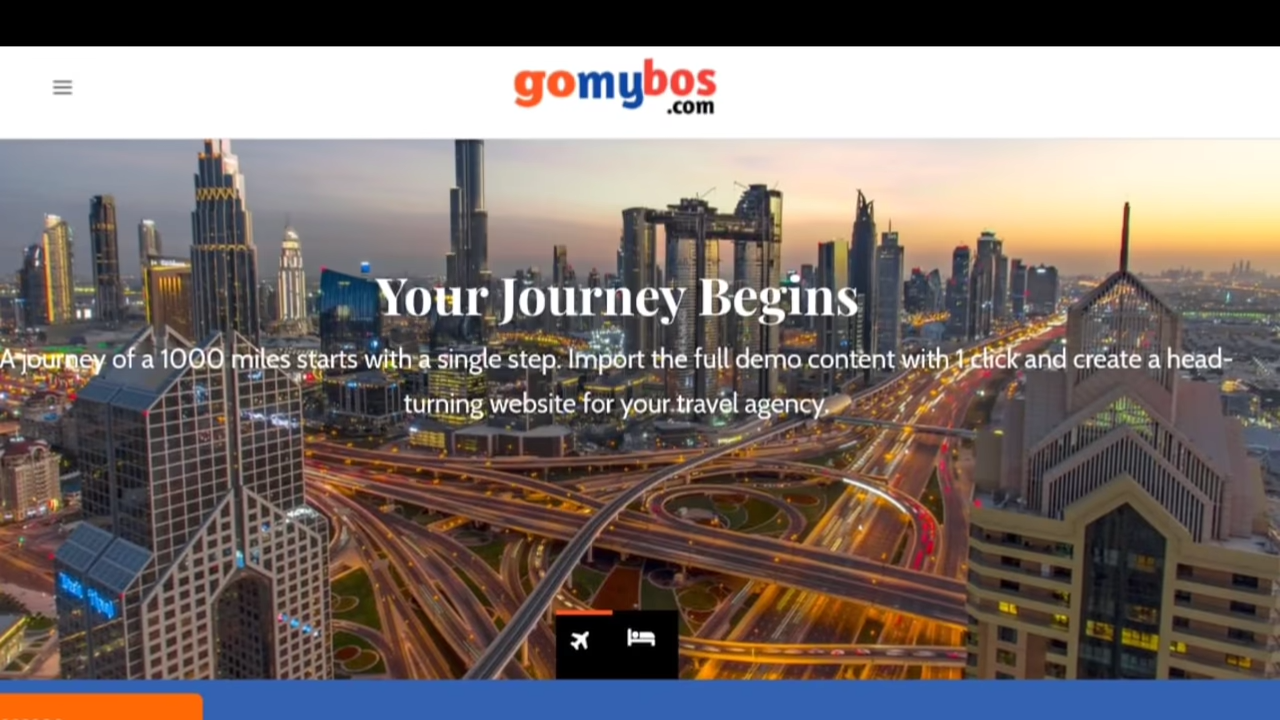 gomybos
.com
Your Journey Begins
A journey of a 1000 miles starts with a single step. Import the full demo content with 1 click and create a head-
turning website for your travel agency.